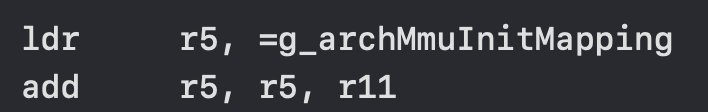 ldr r5, =g_archMmuInitMapping
add r5, r5, r11